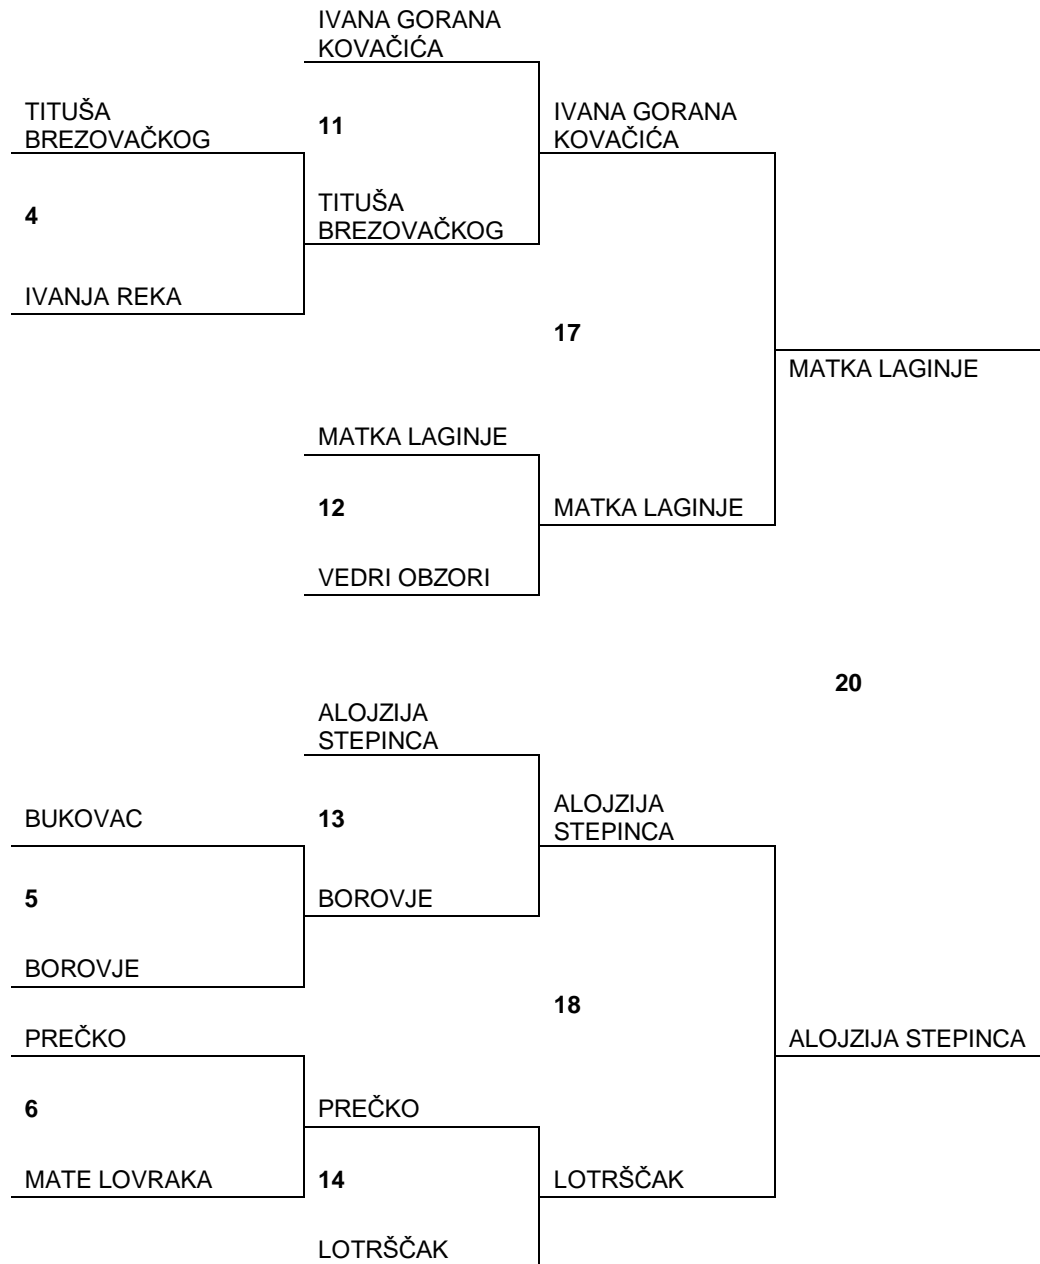 IVANA GORANA
KOVAČIĆA
TITUŠA
BREZOVAČKOG
11
IVANA GORANA
KOVAČIĆA
4
TITUŠA
BREZOVAČKOG
IVANJA REKA
17
MATKA LAGINJE
MATKA LAGINJE
12
MATKA LAGINJE
VEDRI OBZORI
20
ALOJZIJA
STEPINCA
BUKOVAC
13
ALOJZIJA
STEPINCA
5
BOROVJE
BOROVJE
18
PREČKO
ALOJZIJA STEPINCA
6
PREČKO
MATE LOVRAKA
14
LOTRŠČAK
LOTRŠČAK